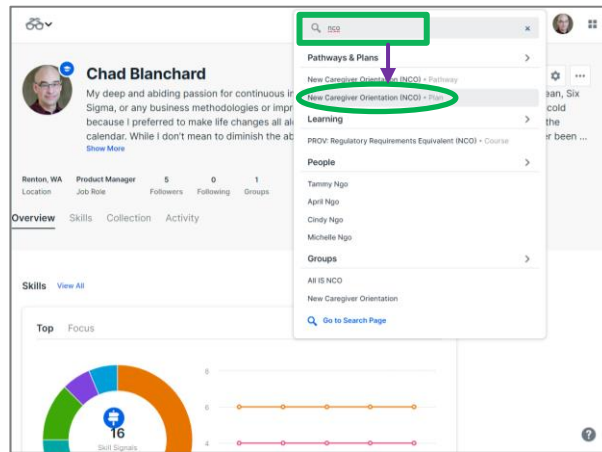 nco
Pathways & Plans
New Caregiver Orientation (NCO) • Pathway
New Caregiver Orientation (NCO) • Plan
Learning
PROV: Regulatory Requirements Equivalent (NCO) • Course
People
Tammy Ngo
April Ngo
Cindy Ngo
Michelle Ngo
Groups
All IS NCO
New Caregiver Orientation
Go to Search Page
Chad Blanchard
My deep and abiding passion for continuous i
ean, Six
Sigma, or any business methodologies or impr
cold
because I preferred to make life changes all al
the
calendar. While I don't mean to diminish the ab
r been ...
Show More
Renton, WA
Product Manager
5
0
1
Location
Job Role
Followers
Following
Groups
Overview
Skills
Collection
Activity
Skills
View All
Top
Focus
16
Skill Signals
8
6
4